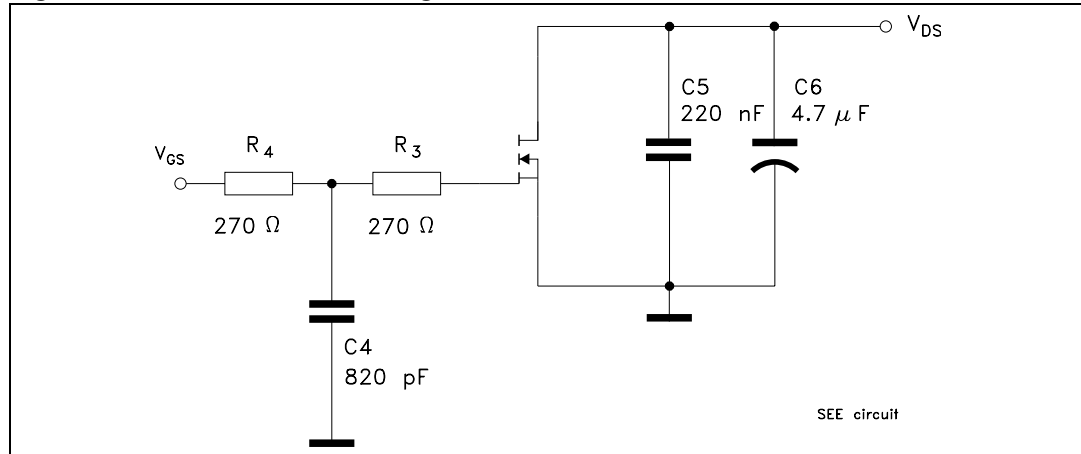 V_DS
C5
220 nF
C6
4.7 μF
R_4
R_3
V_GS
270 Ω
270 Ω
C4
820 pF
SEE circuit